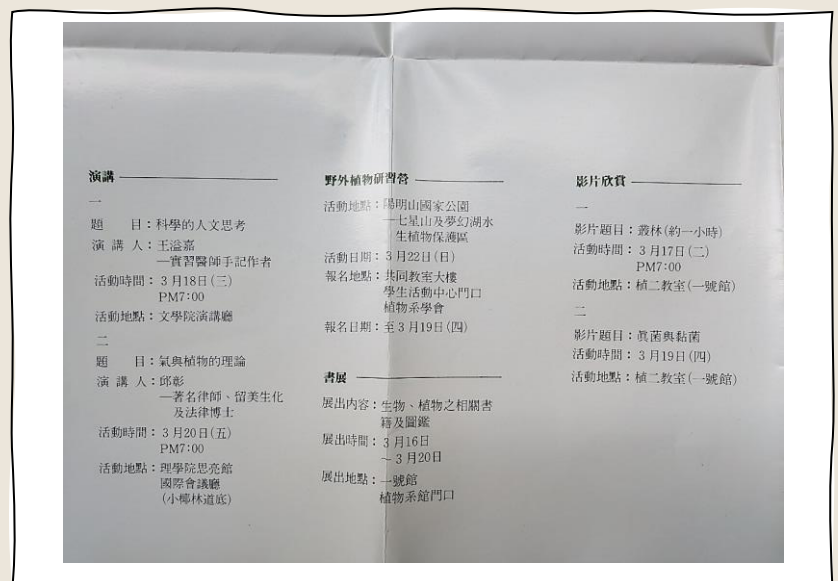 演講
一
題　　目：科學的人文思考
演 講 人：王溢嘉
—實習醫師手記作者
活動時間：3月18日(三)
PM7:00
活動地點：文學院演講廳
二
題　　目：氣與植物的理論
演 講 人：邱彰
—著名律師、留美生化
及法律博士
活動時間：3月20日(五)
PM7:00
活動地點：理學院思亮館
國際會議廳
(小椰林道底)
野外植物研習營
活動地點：陽明山國家公園
—七星山及夢幻湖水
生植物保護區
活動日期：3月22日(日)
報名地點：共同教室大樓
學生活動中心門口
植物系學會
報名日期：至3月19日(四)
書展
展出內容：生物、植物之相關書
籍及圖鑑
展出時間：3月16日
～3月20日
展出地點：一號館
植物系館門口
影片欣賞
一
影片題目：叢林(約一小時)
活動時間：3月17日(二)
PM7:00
活動地點：植二教室(一號館)
二
影片題目：眞菌與黏菌
活動時間：3月19日(四)
活動地點：植二教室(一號館)